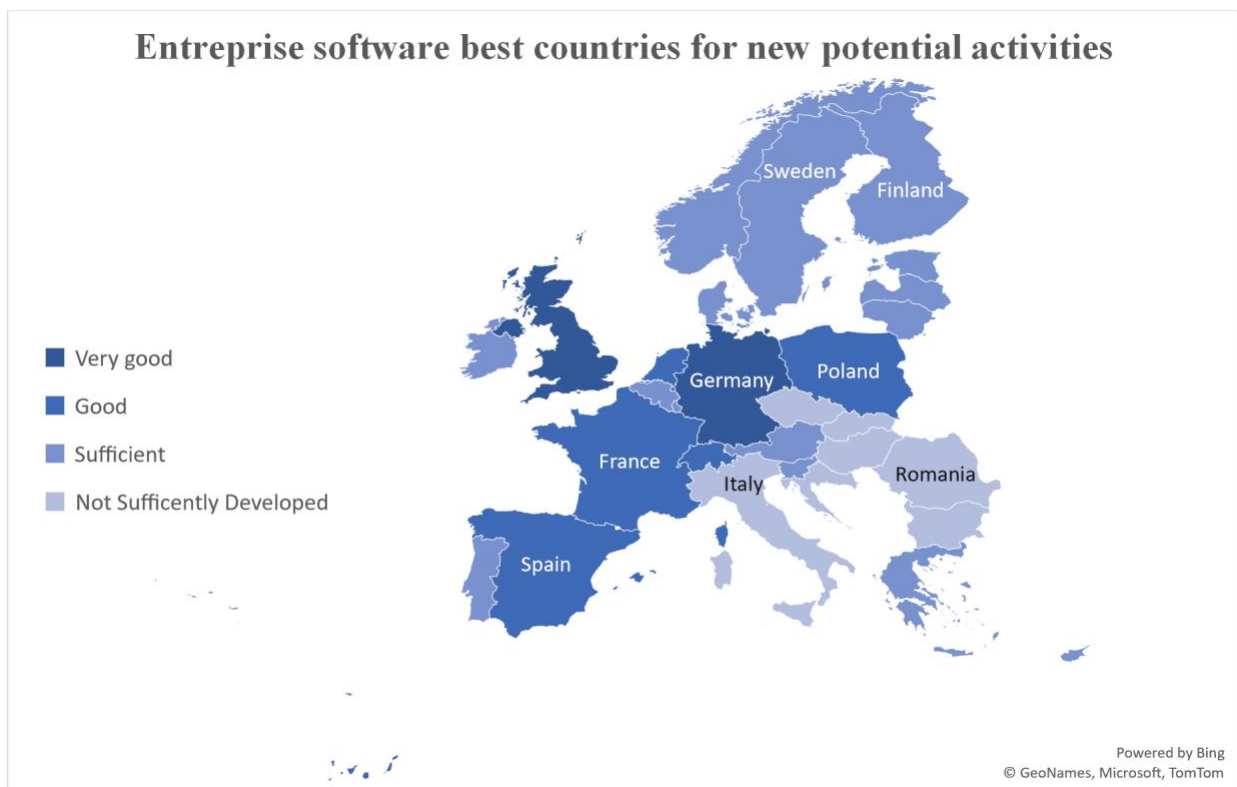 Entreprise software best countries for new potential activities
Sweden
Finland
Very good
Good
Sufficient
Not Sufficently Developed
Germany
Poland
France
Italy
Romania
Spain
Powered by Bing
© GeoNames, Microsoft, TomTom